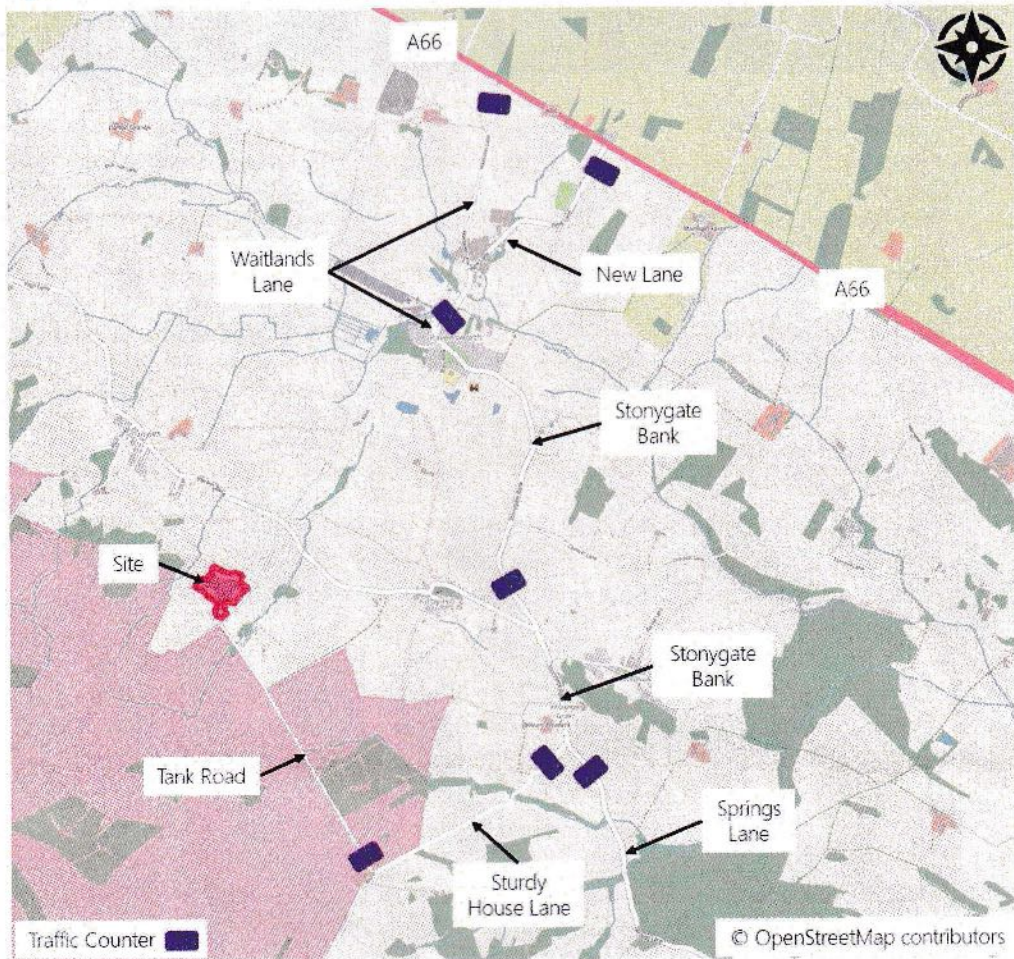 A66
Waitlands
Lane
New Lane
A66
Stonygate
Bank
Site
Stonygate
Bank
Tank Road
Springs
Lane
Sturdy
House Lane
Traffic Counter
© OpenStreetMap contributors